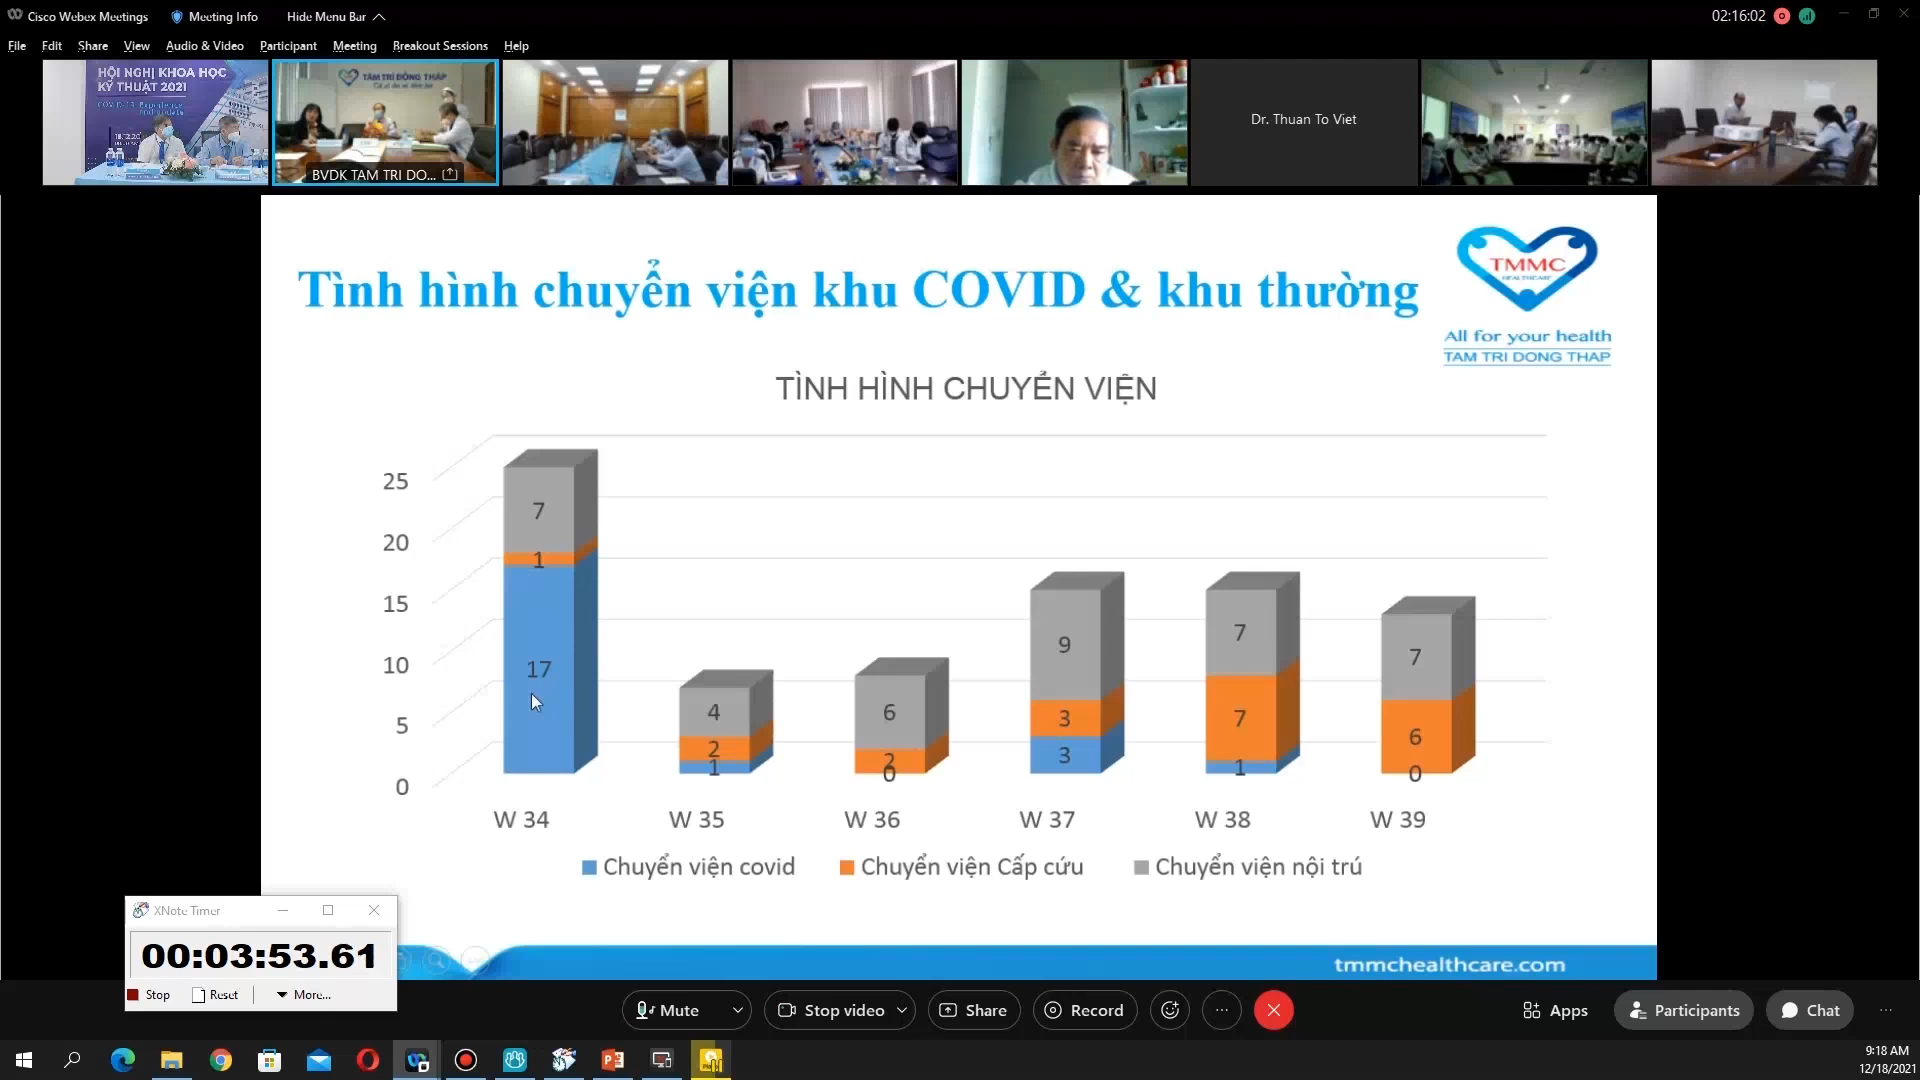 Cisco Webex Meetings
Meeting Info
Hide Menu Bar
02:16:02
File Edit Share View Audio & Video Participant Meeting Breakout Sessions Help
HỘI NGHỊ KHOA HỌC
KỸ THUẬT 2021
TÂM TRÍ ĐỒNG THÁP
BVDK TAM TRI DO...
Dr. Thuan To Viet
Tình hình chuyển viện khu COVID & khu thường
TMMC
HEALTHCARE
All for your health
TAM TRI DONG THAP
TÌNH HÌNH CHUYỂN VIỆN
25
20
15
10
5
0
7
1
17
4
2
1
6
2
0
9
3
3
7
7
1
7
6
0
W 34 W 35 W 36 W 37 W 38 W 39
Chuyển viện covid Chuyển viện Cấp cứu Chuyển viện nội trú
tmmchealthcare.com
XNote Timer
00:03:53.61
Stop Reset More...
Mute Stop video Share Record Apps Participants Chat
9:18 AM
12/18/2021